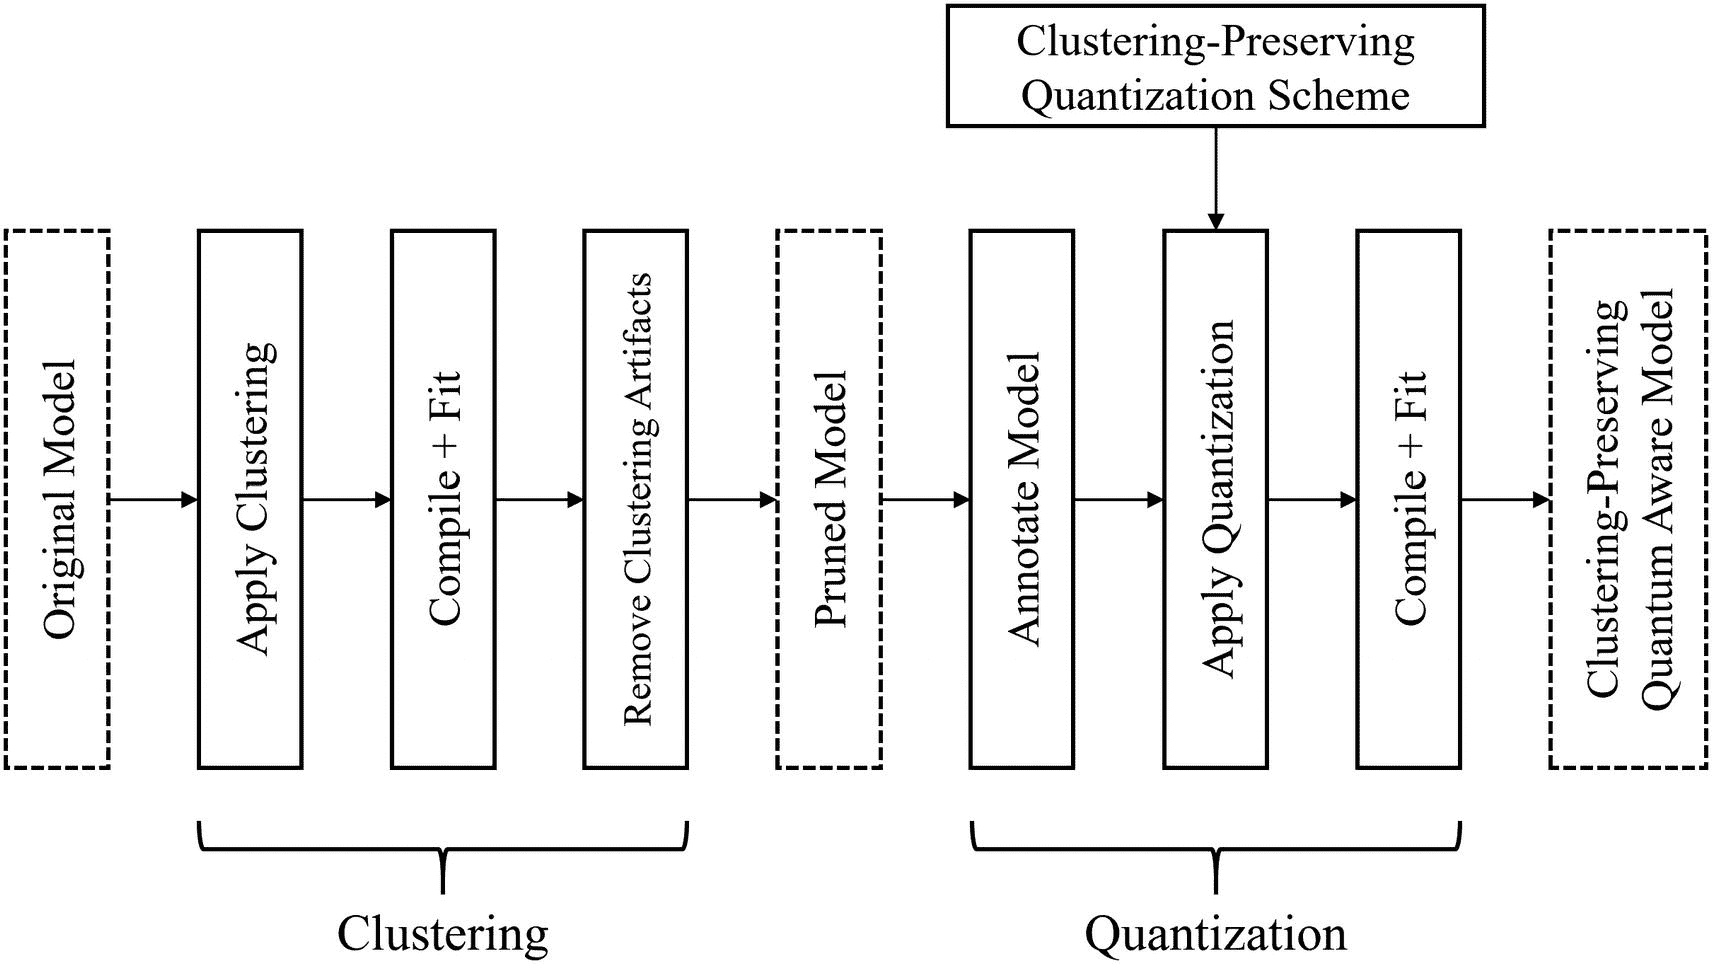 Clustering-Preserving
Quantization Scheme
Original Model
Apply Clustering
Compile + Fit
Remove Clustering Artifacts
Pruned Model
Annotate Model
Apply Quantization
Compile + Fit
Clustering-Preserving
Quantum Aware Model
Clustering
Quantization